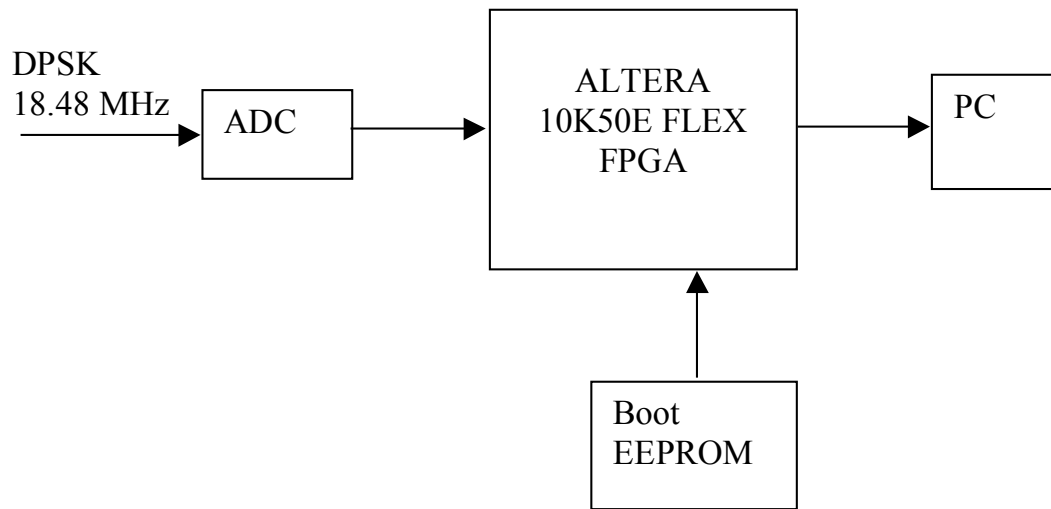 DPSK
18.48 MHz
ADC
ALTERA
10K50E FLEX
FPGA
PC
Boot
EEPROM